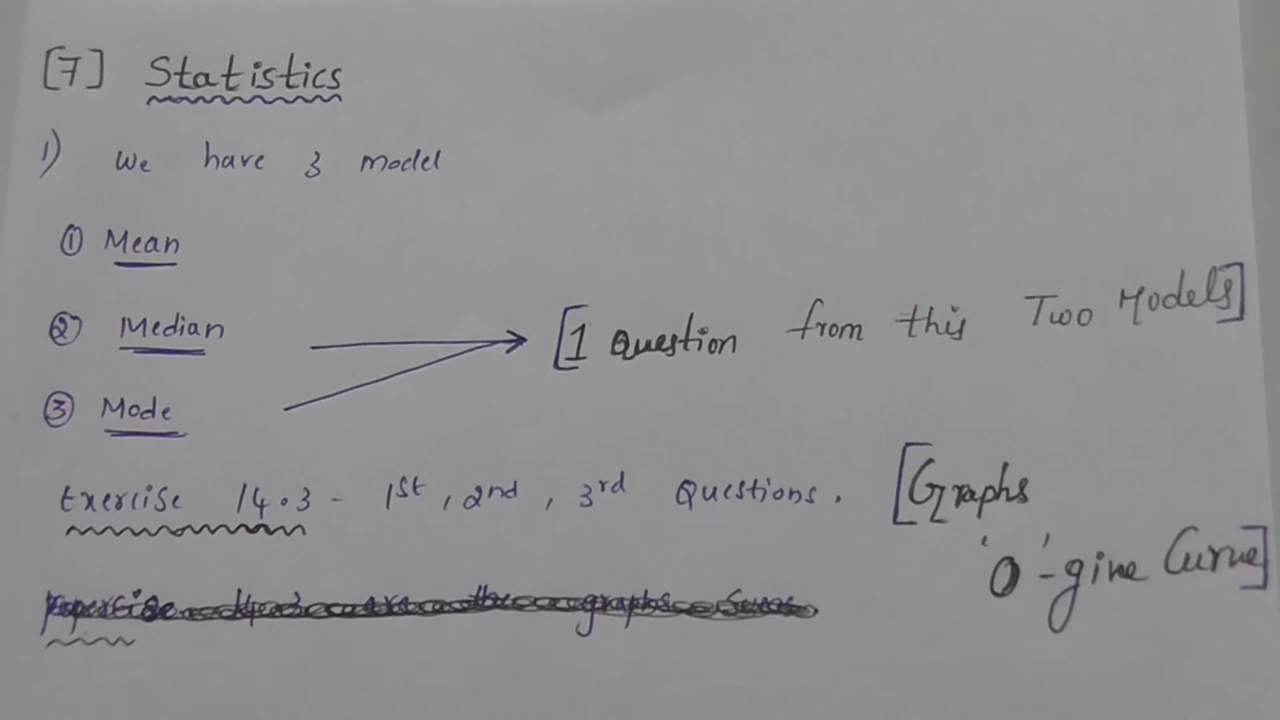 [7] Statistics
1) We have 3 model
① Mean
② Median
③ Mode
[1 Question from this Two Models]
Exercise 14.3 - 1st, 2nd, 3rd Questions.
[Graphs
'O'-give Curve]